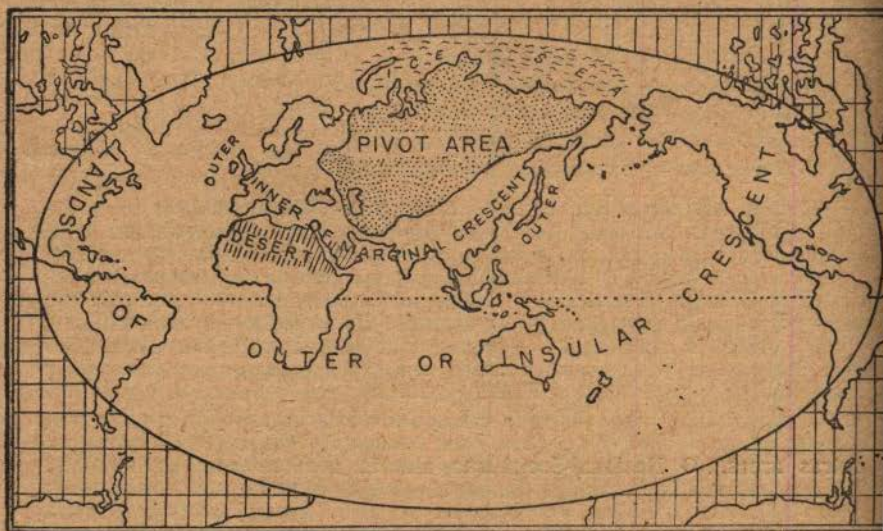 ICE SEA
PIVOT AREA
OUTER
INNER OR MARGINAL CRESCENT
OUTER
DESERT
LANDS OF OUTER OR INSULAR CRESCENT